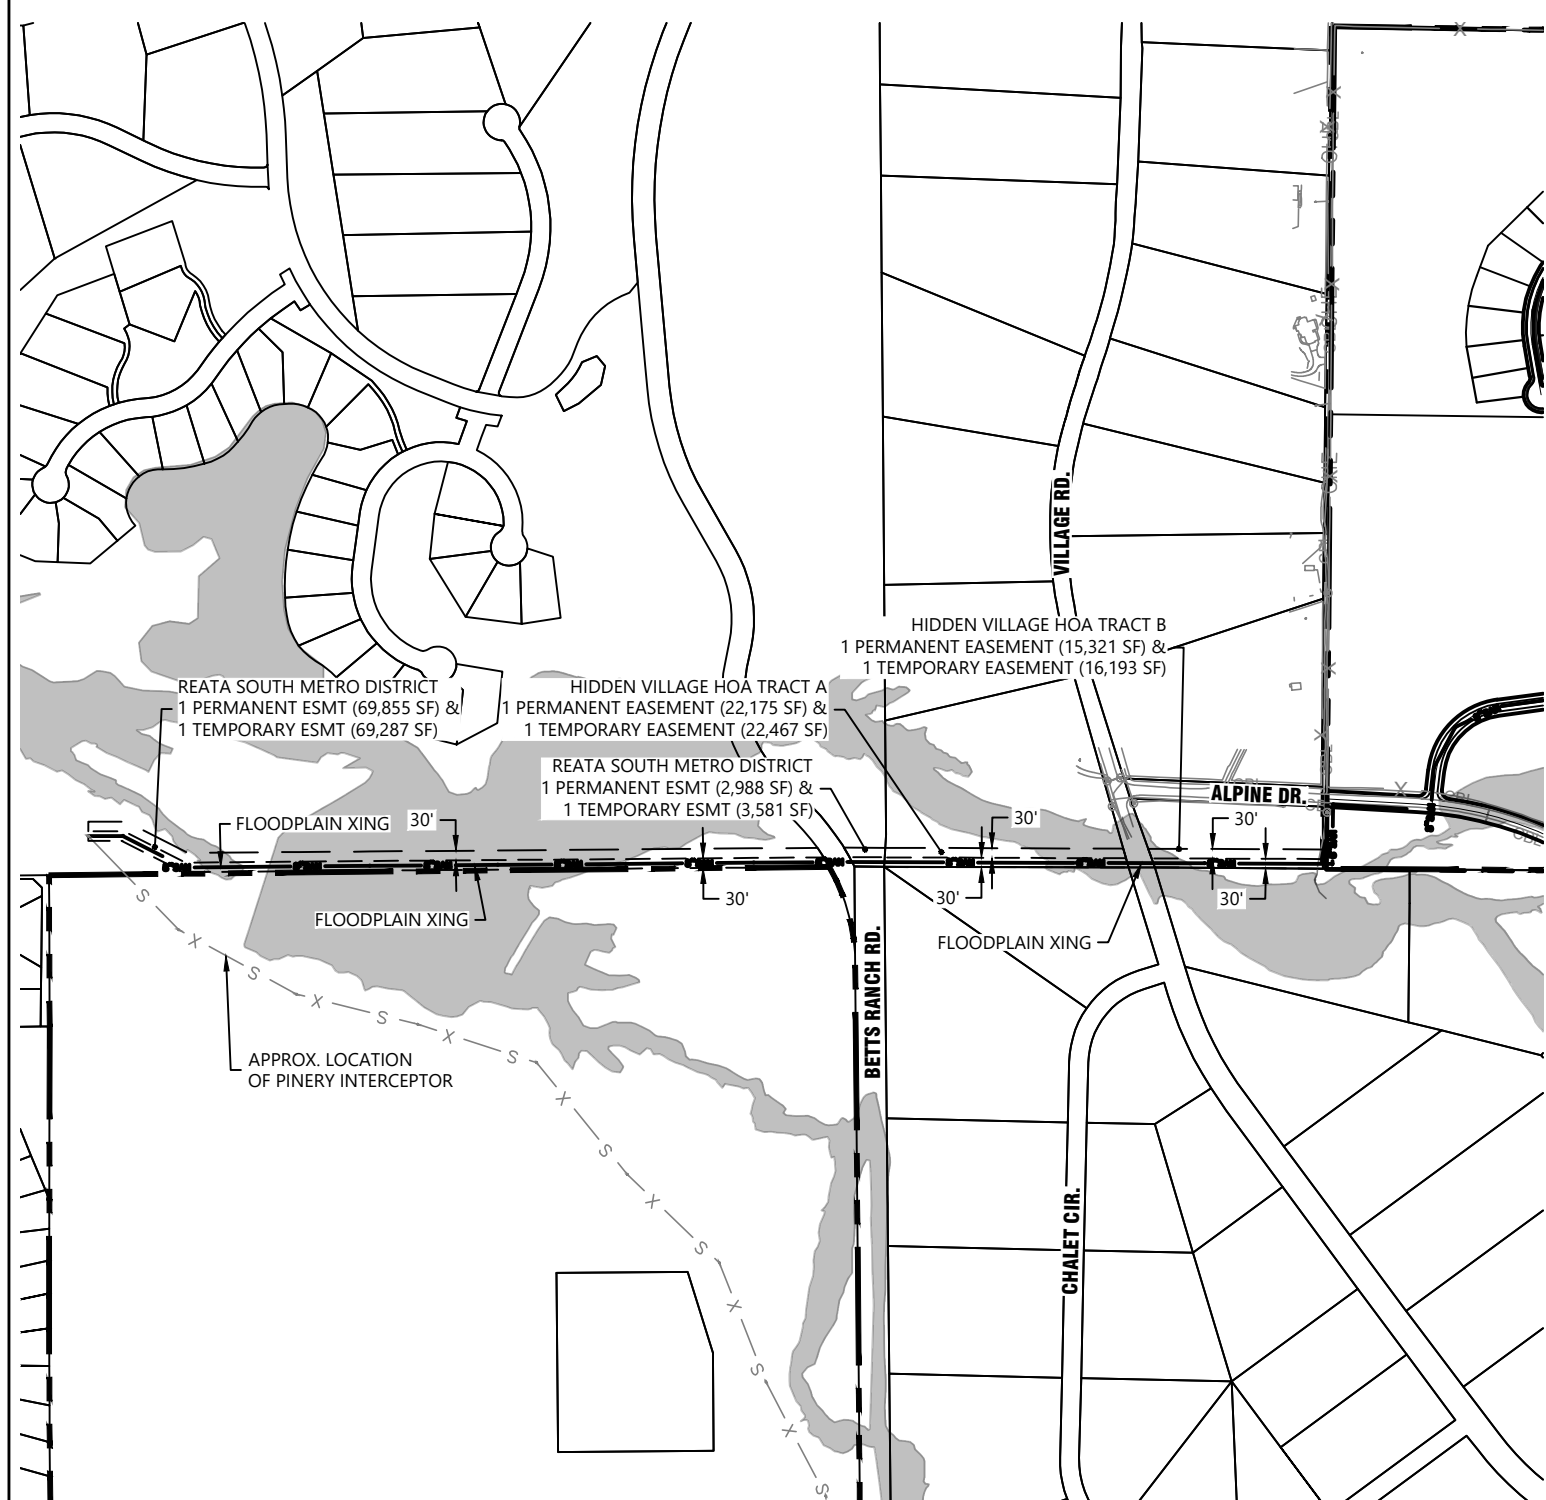 VILLAGE RD.
HIDDEN VILLAGE HOA TRACT B
1 PERMANENT EASEMENT (15,321 SF) &
1 TEMPORARY EASEMENT (16,193 SF)
REATA SOUTH METRO DISTRICT
1 PERMANENT ESMT (69,855 SF) &
1 TEMPORARY ESMT (69,287 SF)
HIDDEN VILLAGE HOA TRACT A
1 PERMANENT EASEMENT (22,175 SF) &
1 TEMPORARY EASEMENT (22,467 SF)
REATA SOUTH METRO DISTRICT
1 PERMANENT ESMT (2,988 SF) &
1 TEMPORARY ESMT (3,581 SF)
ALPINE DR.
FLOODPLAIN XING
30'
30'
30'
30'
30'
30'
FLOODPLAIN XING
FLOODPLAIN XING
BETTS RANCH RD.
APPROX. LOCATION
OF PINERY INTERCEPTOR
CHALET CIR.
S
X
S
X
S
X
S
X
S
X
S
X
S
X
S